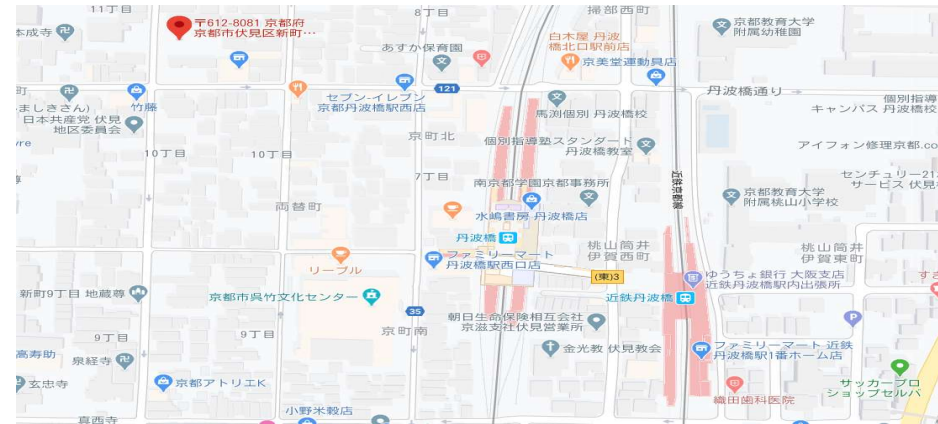 11丁目
8丁目
撮部西町
〒612-8081 京都府
京都市伏見区新町…
京都教育大学
附属幼稚園
本成寺
あすか保育園
白木屋 丹波
橋北口駅前店
京美堂運動具店
121
丹波橋通り
竹藤
セブン-イレブン
京都丹波橋西店
個別指導
キャンパス 丹波橋校
ましきさん)
日本共産党 伏見
地区委員会
馬渕個別 丹波橋校
京町北
個別指導塾スタンダード
丹波橋教室
アイフォン修理京都.co
10丁目
10丁目
7丁目
近鉄京都線
センチュリー21
サービス 伏見
南京都学園京都事務所
京都教育大学
附属桃山小学校
両替町
水嶋書房 丹波橋店
丹波橋
桃山筒井
伊賀西町
桃山筒井
伊賀東町
ファミリーマート
丹波橋駅西口店
リーブル
(東)3
ゆうちょ銀行 大阪支店
近鉄丹波橋駅内出張所
新町9丁目 地蔵尊
京都市呉竹文化センター
近鉄丹波橋
35
朝日生命保険相互会社
京滋支社伏見営業所
P
9丁目
9丁目
京町南
高寿助
泉経寺
金光教 伏見教会
ファミリーマート 近鉄
丹波橋駅1番ホーム店
玄忠寺
京都アトリエK
サッカープロ
ショップセルバ
織田歯科医院
小野米穀店
真西寺